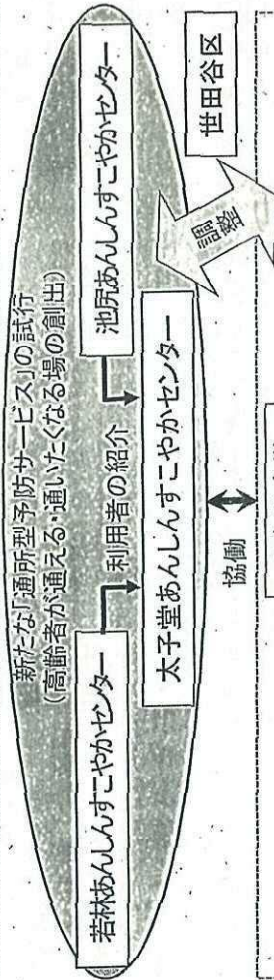 新たな「通所型予防サービス」の試行
(高齢者が通える・通いたくなる場の創出)
若林あんしんすこやかセンター
池尻あんしんすこやかセンター
利用者の紹介
太子堂あんしんすこやかセンター
世田谷区
調整
協働